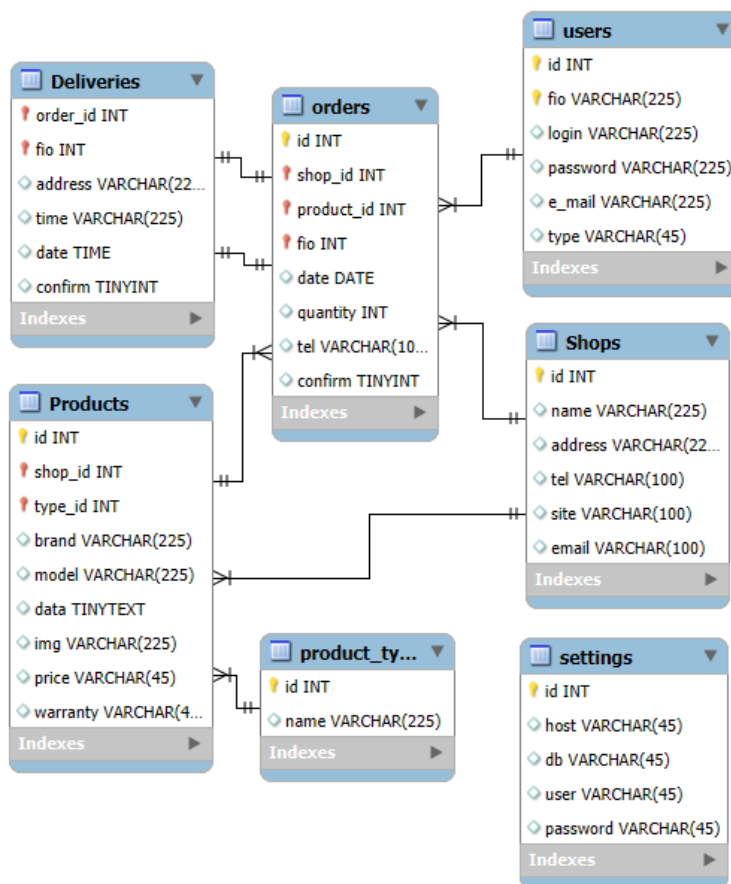 Deliveries
order_id INT
fio INT
address VARCHAR(22...
time VARCHAR(225)
date TIME
confirm TINYINT
Indexes
orders
id INT
shop_id INT
product_id INT
fio INT
date DATE
quantity INT
tel VARCHAR(10...
confirm TINYINT
Indexes
users
id INT
fio VARCHAR(225)
login VARCHAR(225)
password VARCHAR(225)
e_mail VARCHAR(225)
type VARCHAR(45)
Indexes
Products
id INT
shop_id INT
type_id INT
brand VARCHAR(225)
model VARCHAR(225)
data TINYTEXT
img VARCHAR(225)
price VARCHAR(45)
warranty VARCHAR(4...
Indexes
Shops
id INT
name VARCHAR(225)
address VARCHAR(22...
tel VARCHAR(100)
site VARCHAR(100)
email VARCHAR(100)
Indexes
product_ty...
id INT
name VARCHAR(225)
Indexes
settings
id INT
host VARCHAR(45)
db VARCHAR(45)
user VARCHAR(45)
password VARCHAR(45)
Indexes